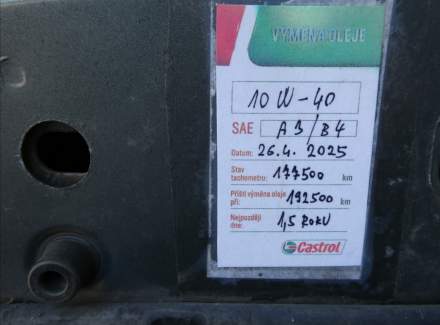 VÝMĚNA OLEJE
10W-40
SAE A3/B4
Datum: 26.4. 2025
Stav
tachometru: 177500 km
Příští výměna oleje
při: 192500 km
Nejpozději
dne: 1,5 ROKU
Castrol